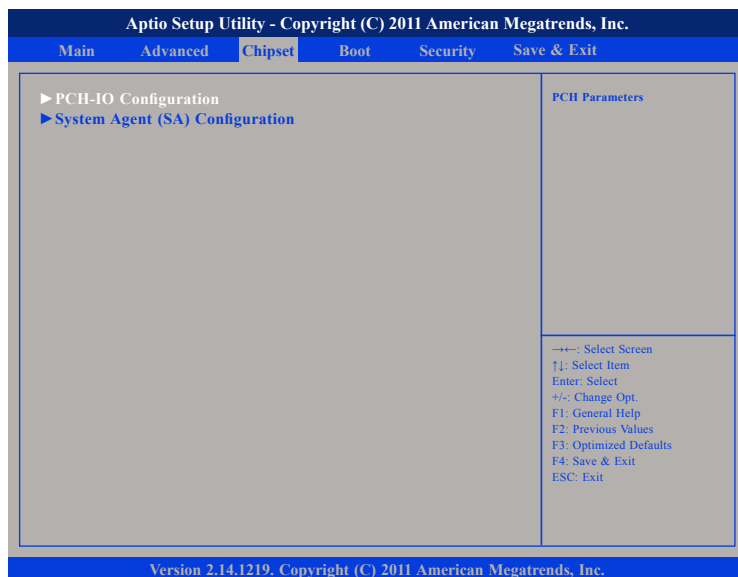 Aptio Setup Utility - Copyright (C) 2011 American Megatrends, Inc.
Main Advanced Chipset Boot Security Save & Exit
►PCH-IO Configuration
►System Agent (SA) Configuration
PCH Parameters
→←: Select Screen
↑↓: Select Item
Enter: Select
+/-: Change Opt.
F1: General Help
F2: Previous Values
F3: Optimized Defaults
F4: Save & Exit
ESC: Exit
Version 2.14.1219. Copyright (C) 2011 American Megatrends, Inc.